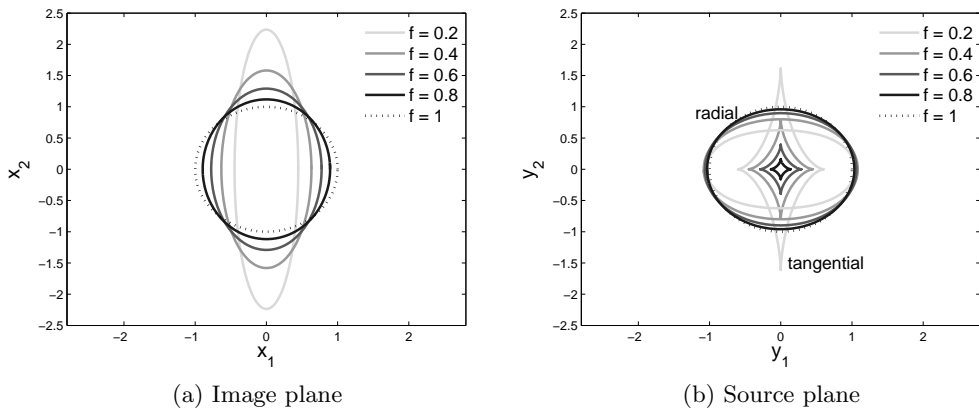 2.5
2
1.5
1
0.5
0
−0.5
−1
−1.5
−2
−2.5
x2
−2 −1 0 1 2
x1
f = 0.2
f = 0.4
f = 0.6
f = 0.8
f = 1
(a) Image plane
2.5
2
1.5
1
0.5
0
−0.5
−1
−1.5
−2
−2.5
y2
−2 −1 0 1 2
y1
f = 0.2
f = 0.4
f = 0.6
f = 0.8
f = 1
radial
tangential
(b) Source plane